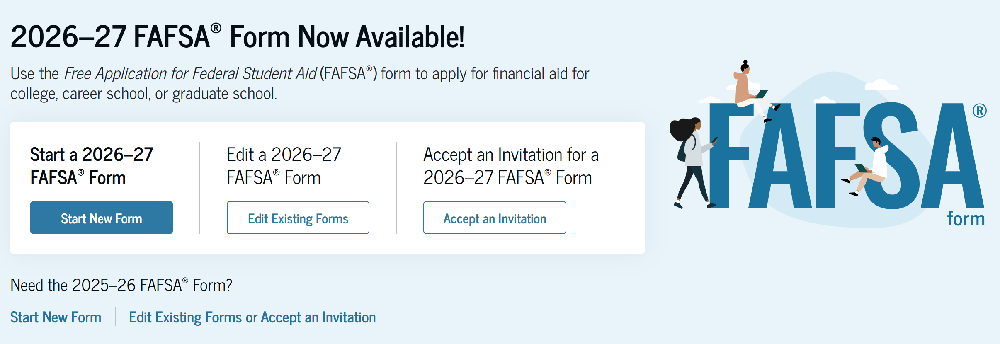 2026–27 FAFSA® Form Now Available!
Use the Free Application for Federal Student Aid (FAFSA®) form to apply for financial aid for
college, career school, or graduate school.
Start a 2026–27
FAFSA® Form
Start New Form
Edit a 2026–27
FAFSA® Form
Edit Existing Forms
Accept an Invitation for a
2026–27 FAFSA® Form
Accept an Invitation
FAFSA®
form
Need the 2025–26 FAFSA® Form?
Start New Form
Edit Existing Forms or Accept an Invitation